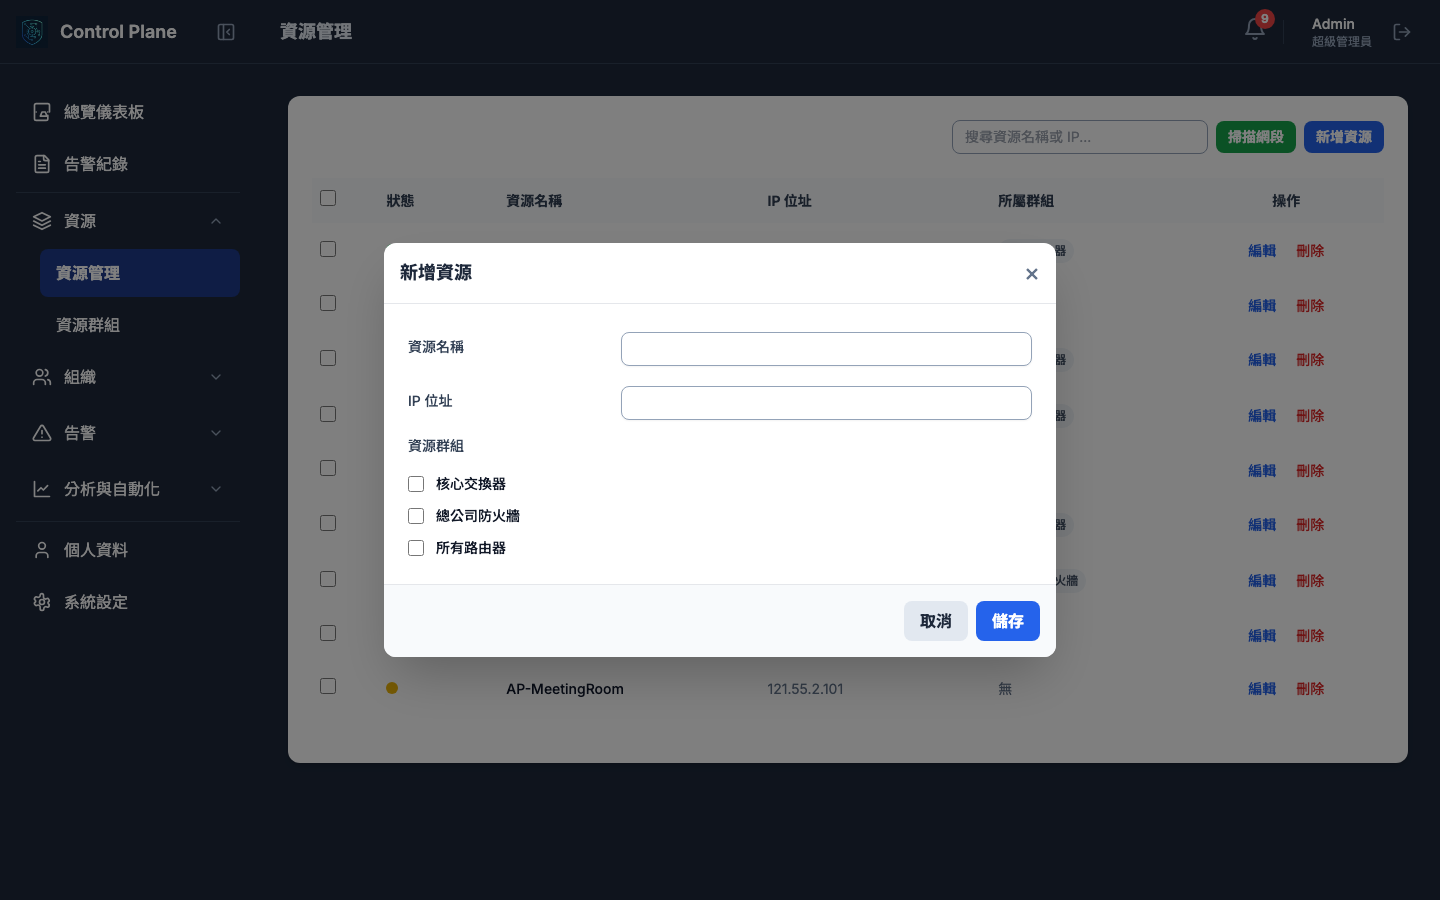 Control Plane
資源管理
9
Admin
超級管理員
總覽儀表板
告警紀錄
資源
資源管理
資源群組
組織
告警
分析與自動化
個人資料
系統設定
搜尋資源名稱或 IP...
掃描網段
新增資源
狀態 資源名稱 IP 位址 所屬群組 操作
器 編輯 刪除
編輯 刪除
器 編輯 刪除
器 編輯 刪除
編輯 刪除
器 編輯 刪除
火牆 編輯 刪除
編輯 刪除
AP-MeetingRoom 121.55.2.101 無 編輯 刪除
新增資源
×
資源名稱
IP 位址
資源群組
核心交換器
總公司防火牆
所有路由器
取消
儲存